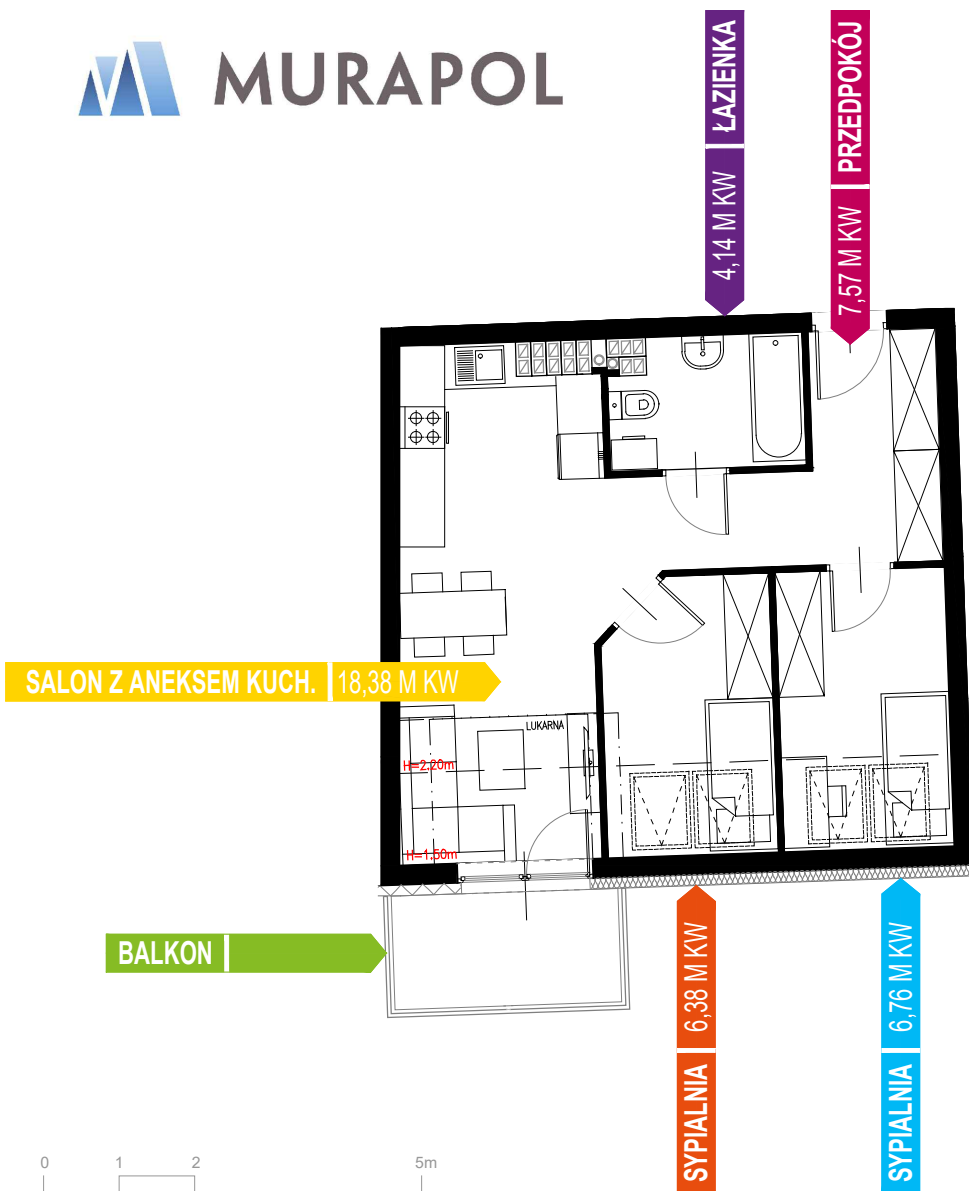 MURAPOL
ŁAZIENKA
4,14 M KW
PRZEDPOKÓJ
7,57 M KW
SALON Z ANEKSEM KUCH. 18,38 M KW
LUKARNA
H=2,20m
H=1,50m
BALKON
SYPIALNIA 6,38 M KW
SYPIALNIA 6,76 M KW
0 1 2 5m